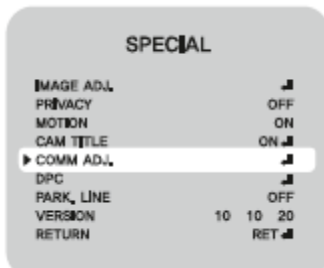 SPECIAL
IMAGE ADJ. ↲
PRIVACY OFF
MOTION ON
CAM TITLE ON ↲
▶ COMM ADJ. ↲
DPC ↲
PARK. LINE OFF
VERSION 10 10 20
RETURN RET ↲